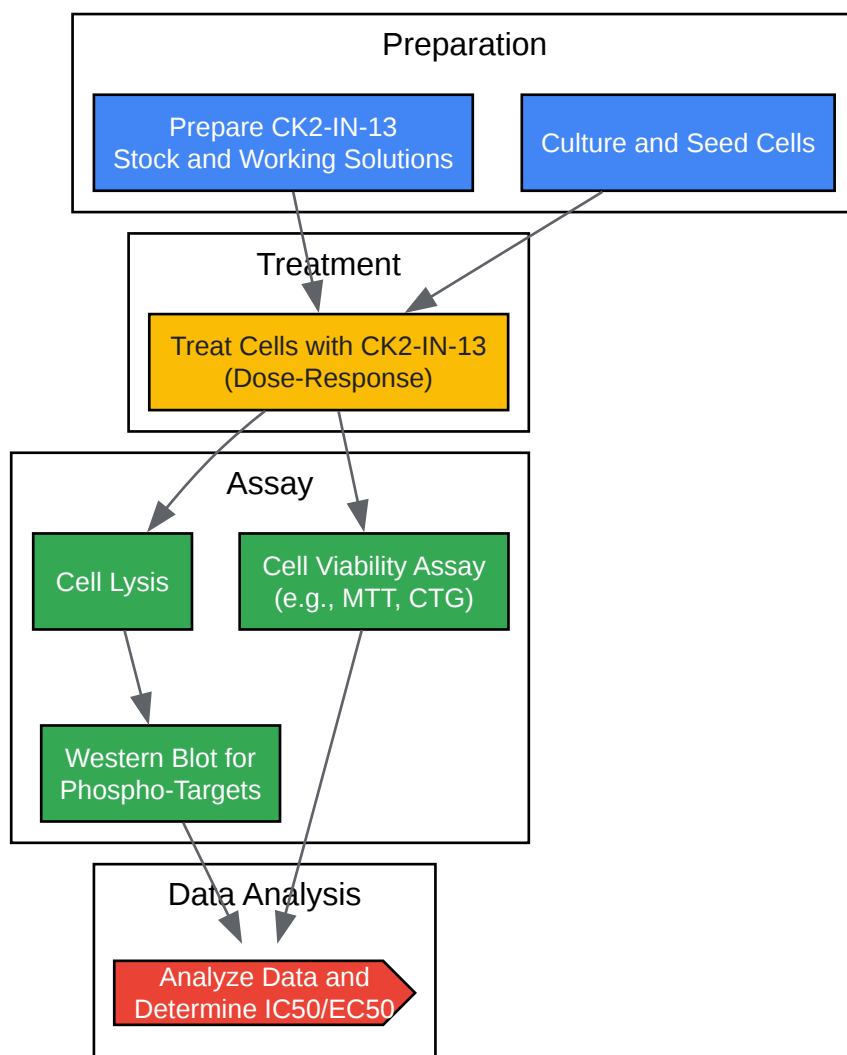 Preparation
Prepare CK2-IN-13
Stock and Working Solutions
Culture and Seed Cells
Treatment
Treat Cells with CK2-IN-13
(Dose-Response)
Assay
Cell Lysis
Cell Viability Assay
(e.g., MTT, CTG)
Western Blot for
Phospho-Targets
Data Analysis
Analyze Data and
Determine IC50/EC50